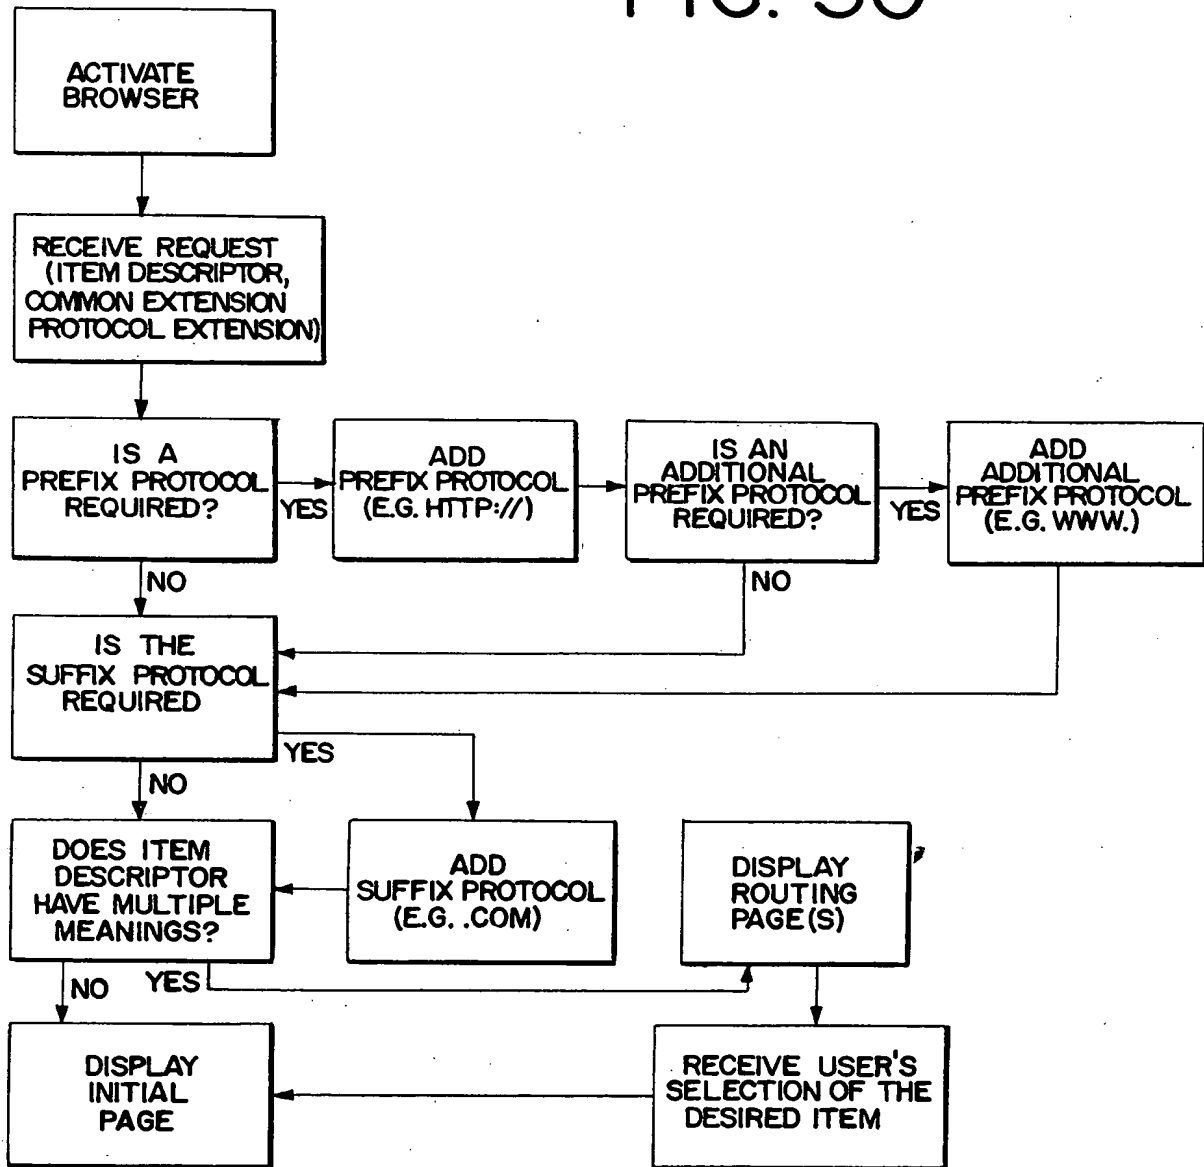 FIG. 30
ACTIVATE
BROWSER
RECEIVE REQUEST
(ITEM DESCRIPTOR,
COMMON EXTENSION
PROTOCOL EXTENSION)
IS A
PREFIX PROTOCOL
REQUIRED?
YES
ADD
PREFIX PROTOCOL
(E.G. HTTP://)
IS AN
ADDITIONAL
PREFIX PROTOCOL
REQUIRED?
YES
ADD
ADDITIONAL
PREFIX PROTOCOL
(E.G. WWW.)
NO
NO
IS THE
SUFFIX PROTOCOL
REQUIRED
YES
NO
DOES ITEM
DESCRIPTOR
HAVE MULTIPLE
MEANINGS?
ADD
SUFFIX PROTOCOL
(E.G. .COM)
DISPLAY
ROUTING
PAGE(S)
NO
YES
DISPLAY
INITIAL
PAGE
RECEIVE USER'S
SELECTION OF THE
DESIRED ITEM